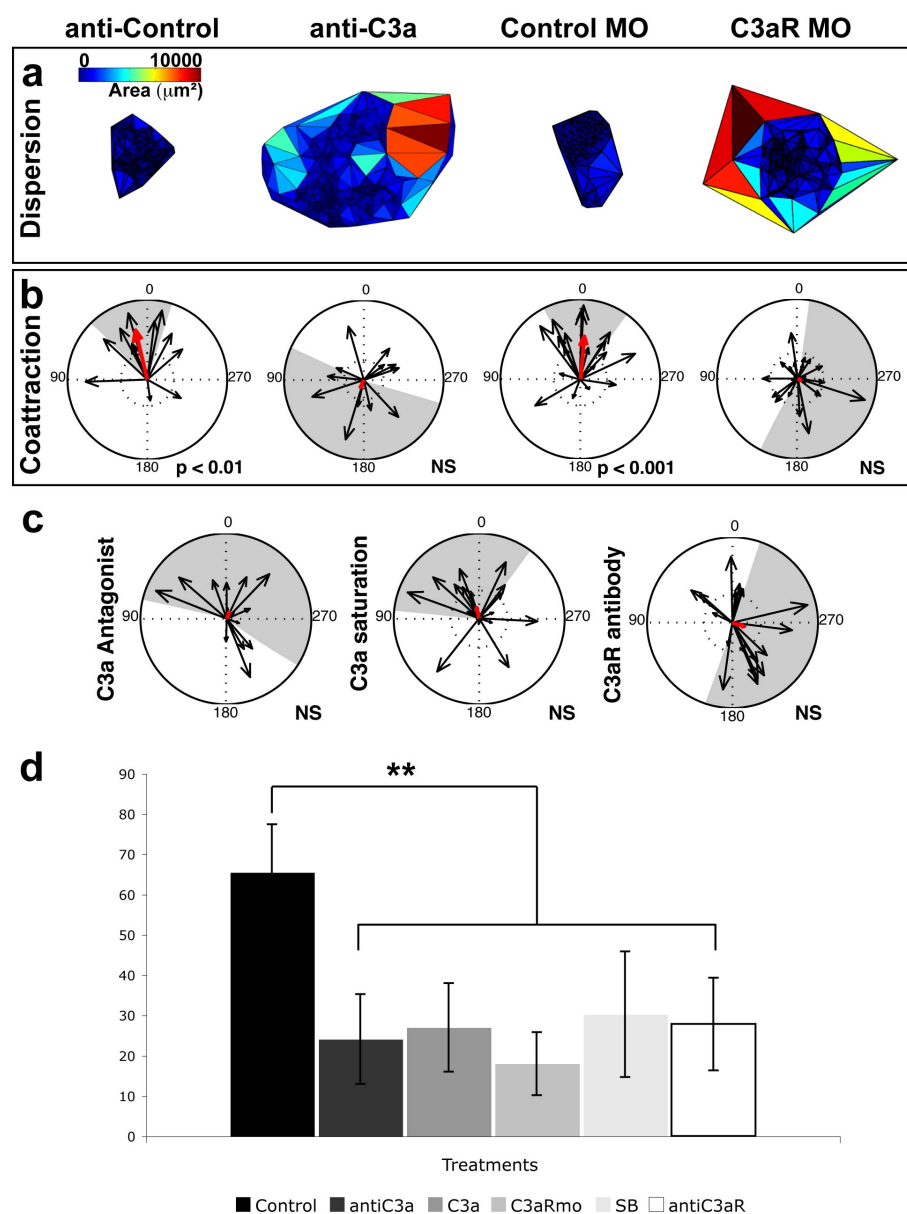 anti-Control anti-C3a Control MO C3aR MO
a
0 10000
Area (μm²)
Dispersion
b
Coattraction
0
90 270
180
p < 0.01
0
90 270
180
NS
0
90 270
180
p < 0.001
0
90 270
180
NS
c
C3a Antagonist
0
90 270
180
NS
C3a saturation
0
90 270
180
NS
C3aR antibody
0
90 270
180
NS
d
**
90
80
70
60
50
40
30
20
10
0
Treatments
Control antiC3a C3a C3aRmo SB antiC3aR